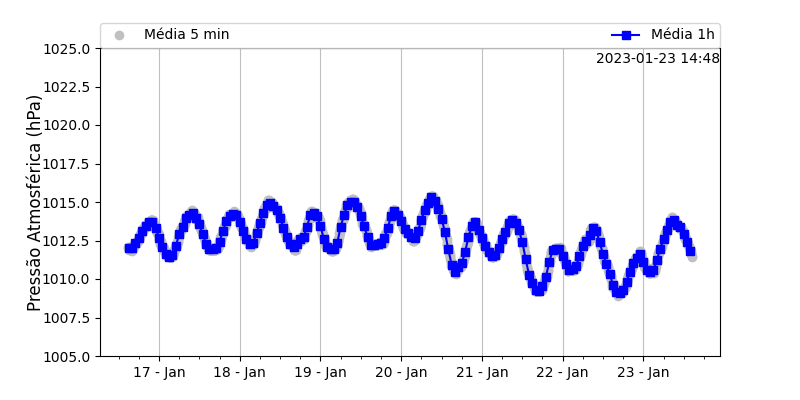 Média 5 min
Média 1h
2023-01-23 14:48
Pressão Atmosférica (hPa)
1025.0
1022.5
1020.0
1017.5
1015.0
1012.5
1010.0
1007.5
1005.0
17 - Jan
18 - Jan
19 - Jan
20 - Jan
21 - Jan
22 - Jan
23 - Jan